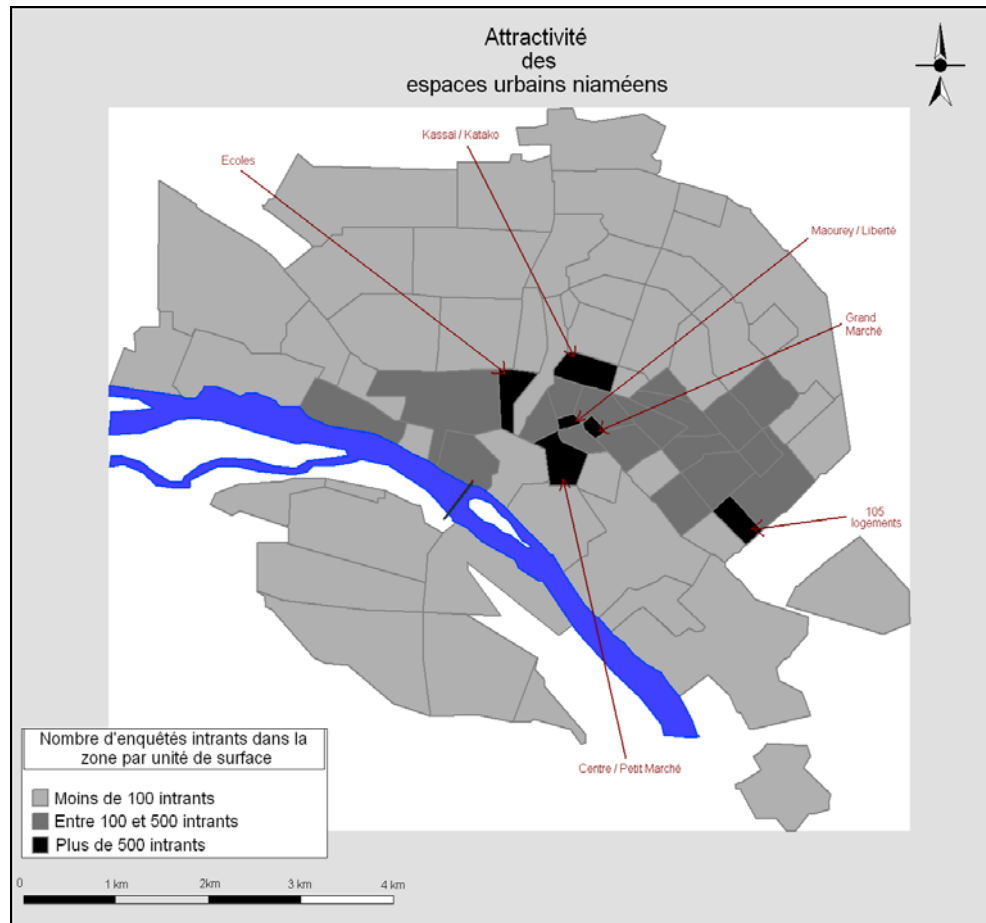 Attractivité
des
espaces urbains niaméens
Kassaï / Katako
Ecoles
Maourey / Liberté
Grand
Marché
105
logements
Centre / Petit Marché
Nombre d'enquêtés intrants dans la
zone par unité de surface
Moins de 100 intrants
Entre 100 et 500 intrants
Plus de 500 intrants
0 1 km 2km 3 km 4 km